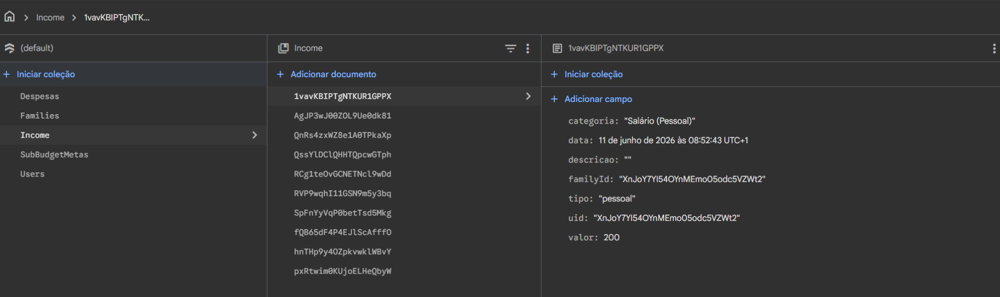 Income
1vavKBIPTgNTK...
(default)
Iniciar coleção
Despesas
Families
Income
SubBudgetMetas
Users
Income
Adicionar documento
1vavKBIPTgNTKUR1GPPX
AgJP3wJ00ZOL9Ue0dk81
QnRs4zxWZ8e1A0TPkaXp
QssYlDClQHHTQpcwGTph
RCg1teOvGCNETNcl9wDd
RVP9wqhI11GSN9m5y3bq
SpFnYyVqP0betTsd5Mkg
fQB65dF4P4EJlScAfffO
hnTHp9y4OZpkvwklWBvY
pxRtwim0KUjoELHeQbyW
1vavKBIPTgNTKUR1GPPX
Iniciar coleção
Adicionar campo
categoria: "Salário (Pessoal)"
data: 11 de junho de 2026 às 08:52:43 UTC+1
descricao: ""
familyId: "XnJoY7Yl54OYnMEmoO5odc5VZWt2"
tipo: "pessoal"
uid: "XnJoY7Yl54OYnMEmoO5odc5VZWt2"
valor: 200